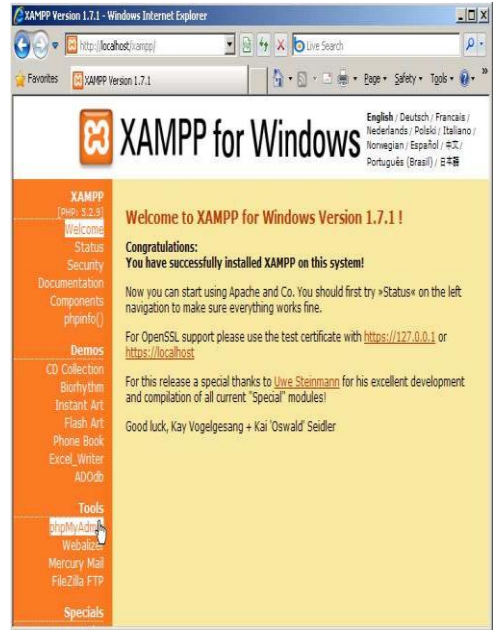 XAMPP Version 1.7.1 - Windows Internet Explorer
http://localhost/xampp/
Live Search
Favorites
XAMPP Version 1.7.1
Page
Safety
Tools
XAMPP for Windows
English / Deutsch / Francais /
Nederlands / Polski / Italiano /
Norwegian / Español / 中文/
Português (Brasil) / 日本語
XAMPP
[PHP: 5.2.9]
Welcome
Status
Security
Documentation
Components
phpinfo()
Demos
CD Collection
Biorhythm
Instant Art
Flash Art
Phone Book
Excel_Writer
ADOdb
Tools
phpMyAdmin
Webalizer
Mercury Mail
FileZilla FTP
Specials
Welcome to XAMPP for Windows Version 1.7.1 !
Congratulations:
You have successfully installed XAMPP on this system!
Now you can start using Apache and Co. You should first try »Status« on the left
navigation to make sure everything works fine.
For OpenSSL support please use the test certificate with https://127.0.0.1 or
https://localhost
For this release a special thanks to Uwe Steinmann for his excellent development
and compilation of all current "Special" modules!
Good luck, Kay Vogelgesang + Kai 'Oswald' Seidler